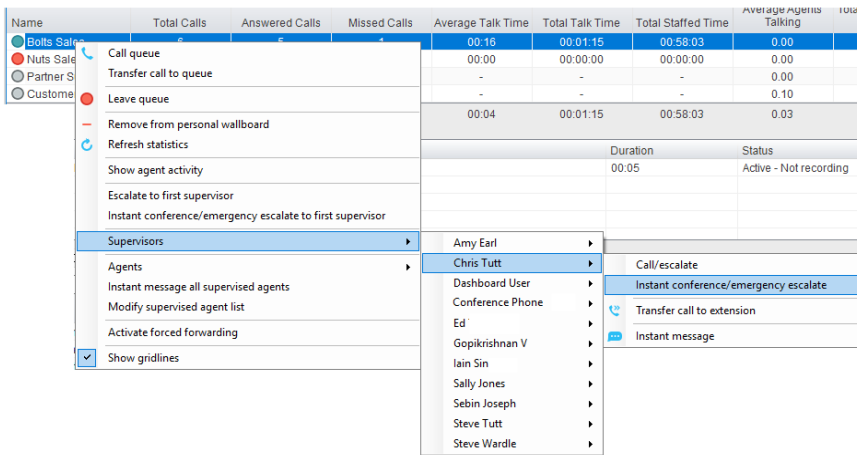 Average Agents
Name Total Calls Answered Calls Missed Calls Average Talk Time Total Talk Time Total Staffed Time Talking
Bolts Sales 6 5 1 00:16 00:01:15 00:58:03 0.00
Nuts Sale 00:00 00:00:00 00:00:00 0.00
Partner S - - - 0.00
Custome - - - 0.10
00:04 00:01:15 00:58:03 0.03
Duration Status
00:05 Active - Not recording
Call queue
Transfer call to queue
Leave queue
Remove from personal wallboard
Refresh statistics
Show agent activity
Escalate to first supervisor
Instant conference/emergency escalate to first supervisor
Supervisors
Agents
Instant message all supervised agents
Modify supervised agent list
Activate forced forwarding
Show gridlines
Amy Earl
Chris Tutt
Dashboard User
Conference Phone
Ed
Gopikrishnan V
Iain Sin
Sally Jones
Sebin Joseph
Steve Tutt
Steve Wardle
Call/escalate
Instant conference/emergency escalate
Transfer call to extension
Instant message